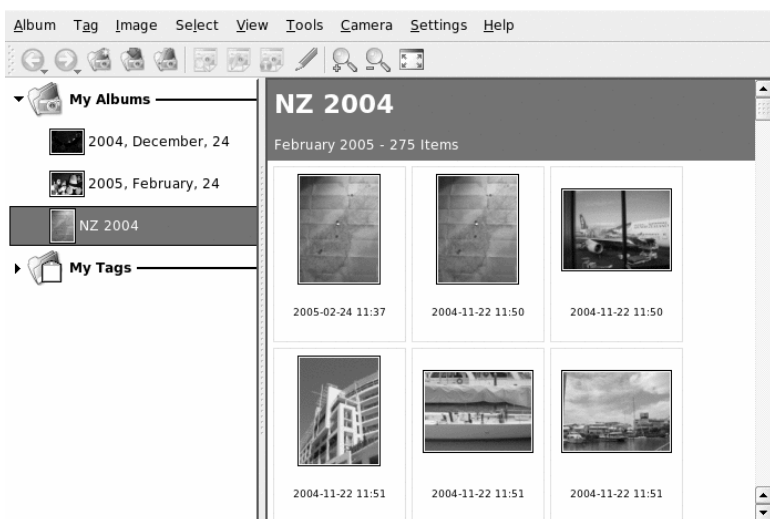 Album Tag Image Select View Tools Camera Settings Help
My Albums
2004, December, 24
2005, February, 24
NZ 2004
My Tags
NZ 2004
February 2005 - 275 Items
2005-02-24 11:37 2004-11-22 11:50 2004-11-22 11:50
2004-11-22 11:51 2004-11-22 11:51 2004-11-22 11:51